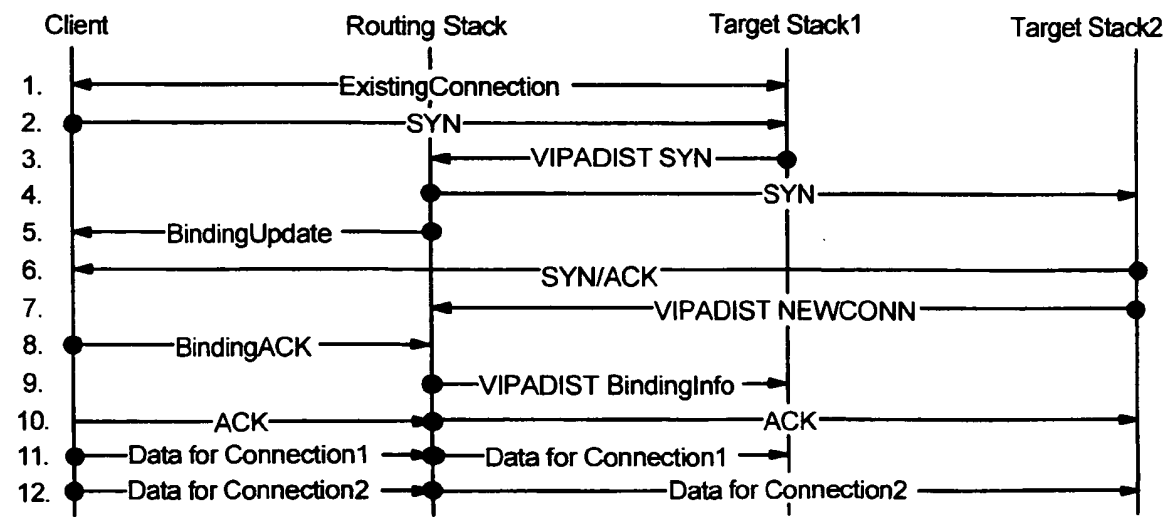 Client Routing Stack Target Stack1 Target Stack2
1. ExistingConnection
2. SYN
3. VIPADIST SYN
4. SYN
5. BindingUpdate
6. SYN/ACK
7. VIPADIST NEWCONN
8. BindingACK
9. VIPADIST BindingInfo
10. ACK ACK
11. Data for Connection1 Data for Connection1
12. Data for Connection2 Data for Connection2